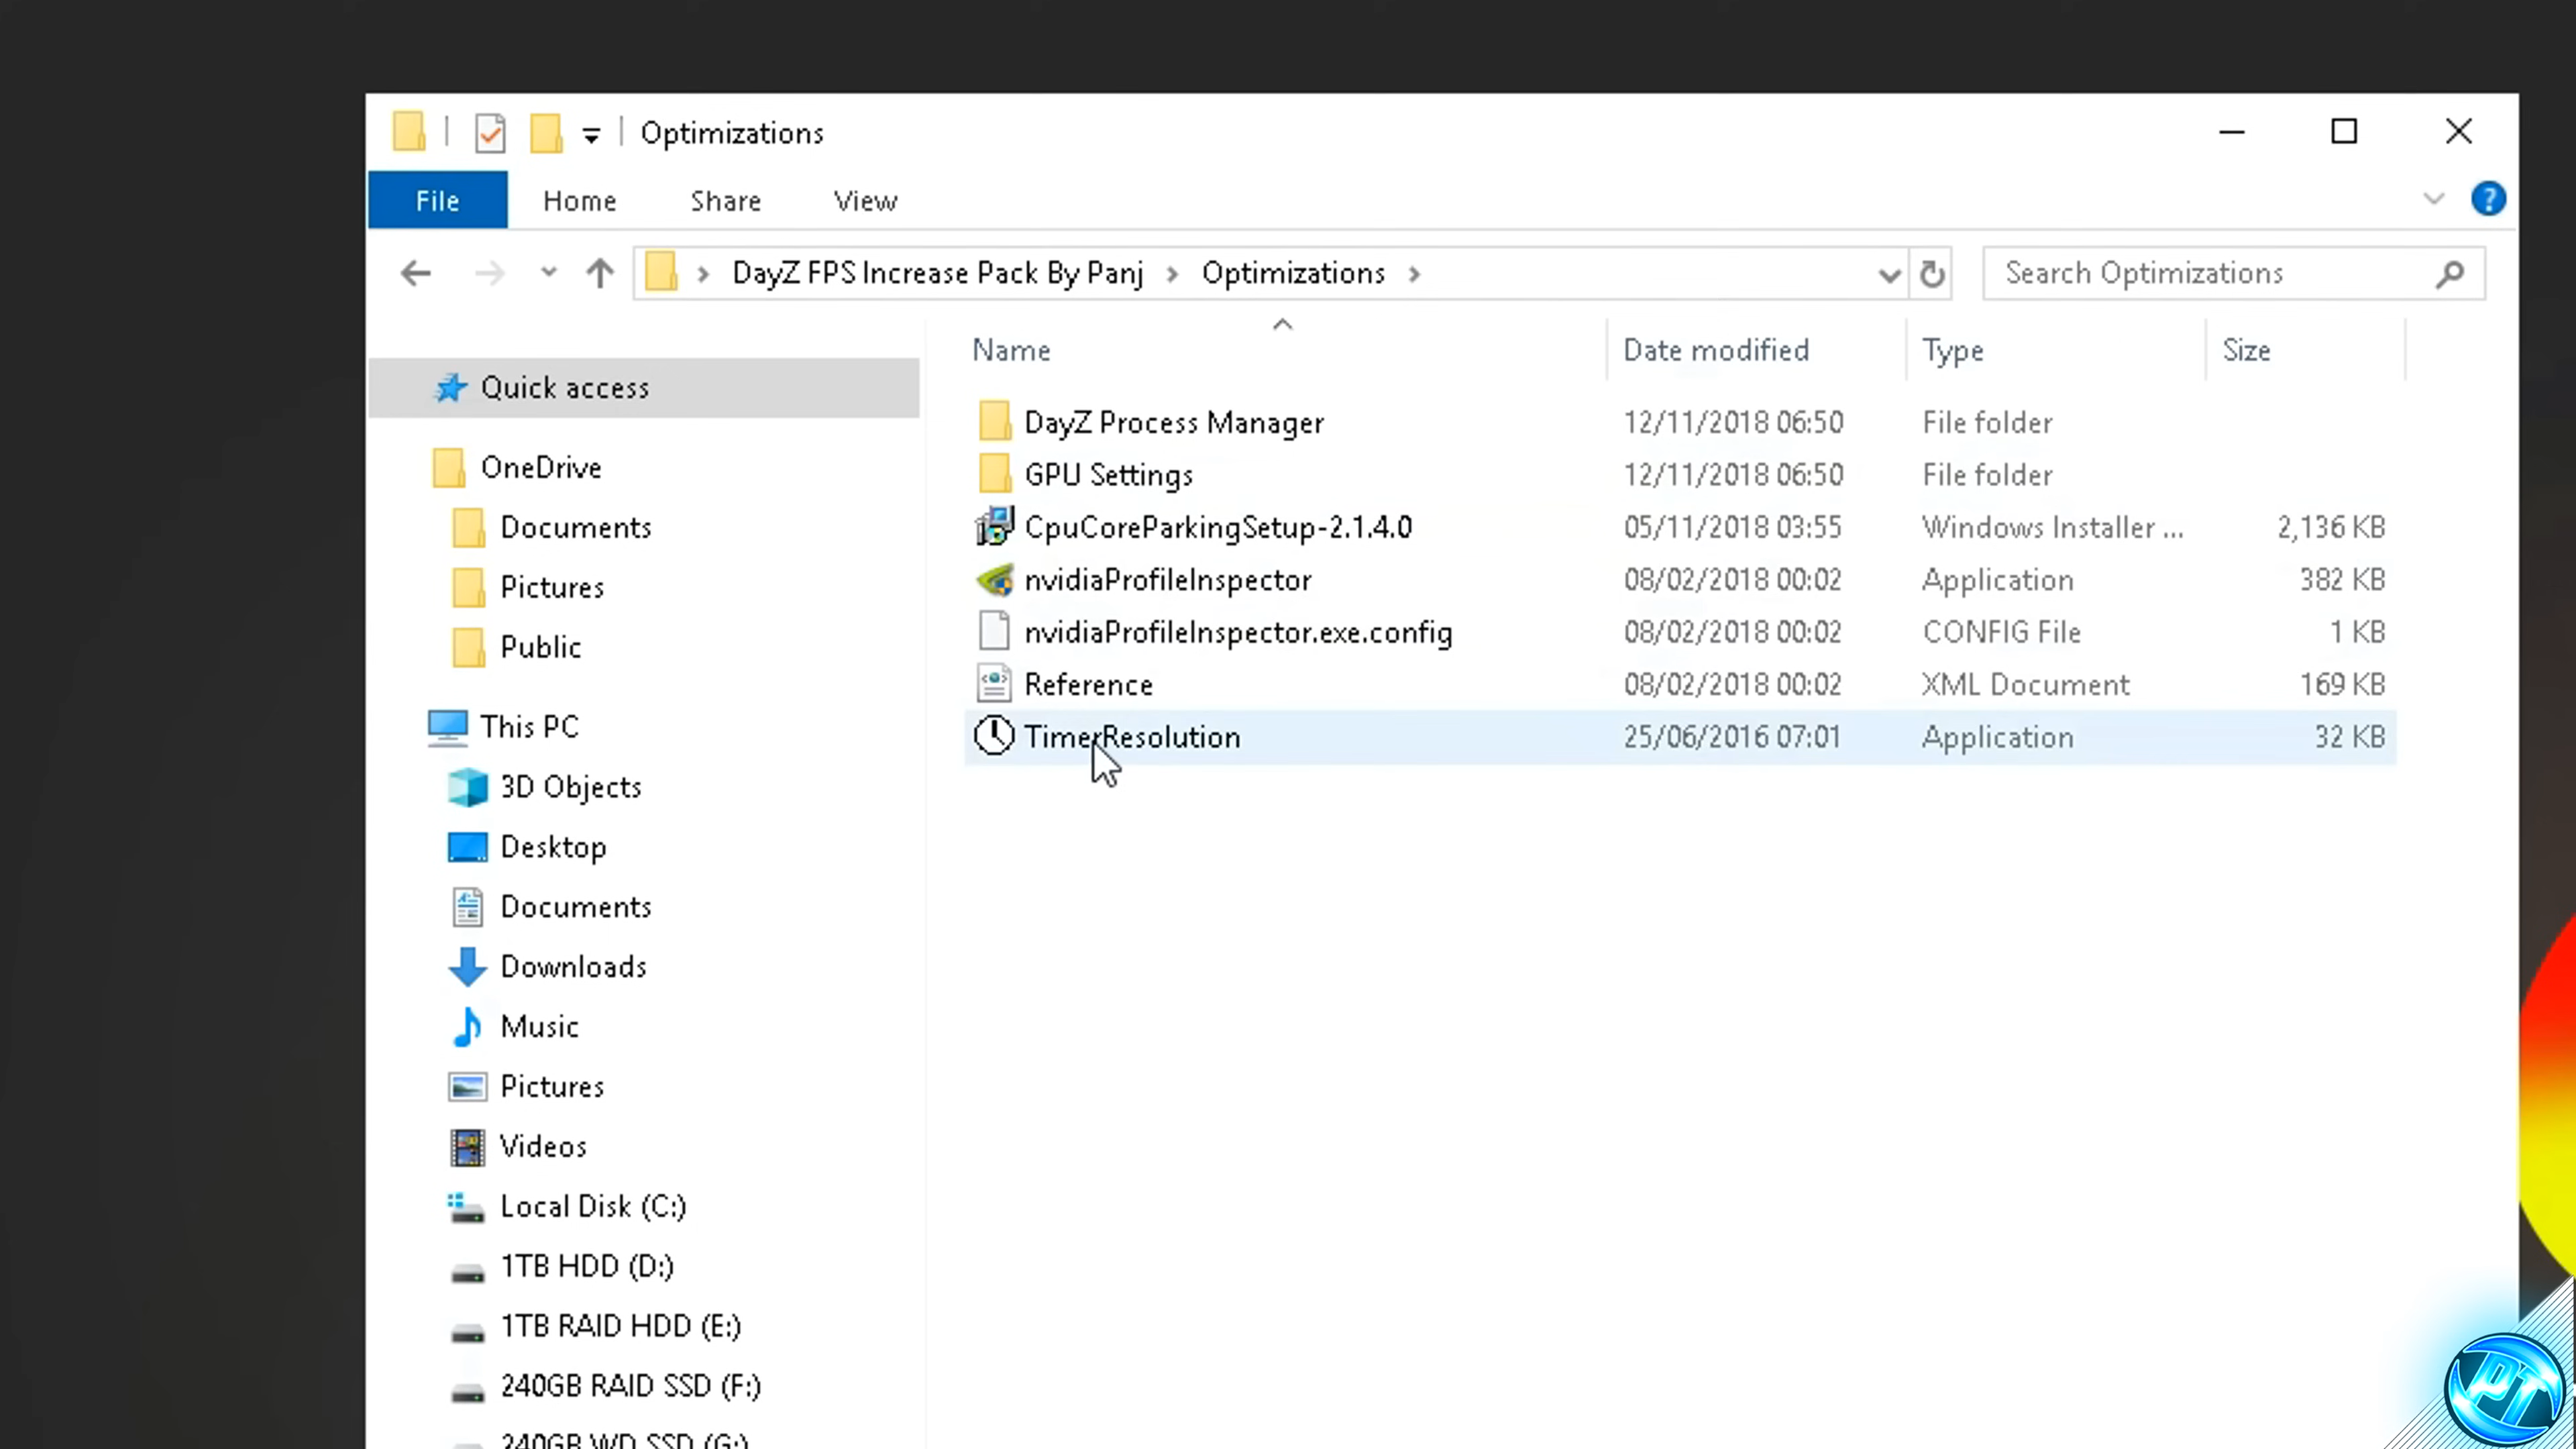 Optimizations
File Home Share View
DayZ FPS Increase Pack By Panj Optimizations Search Optimizations
Name Date modified Type Size
Quick access
OneDrive
Documents
Pictures
Public
This PC
3D Objects
Desktop
Documents
Downloads
Music
Pictures
Videos
Local Disk (C:)
1TB HDD (D:)
1TB RAID HDD (E:)
240GB RAID SSD (F:)
240GB WD SSD (G:)
DayZ Process Manager 12/11/2018 06:50 File folder
GPU Settings 12/11/2018 06:50 File folder
CpuCoreParkingSetup-2.1.4.0 05/11/2018 03:55 Windows Installer ... 2,136 KB
nvidiaProfileInspector 08/02/2018 00:02 Application 382 KB
nvidiaProfileInspector.exe.config 08/02/2018 00:02 CONFIG File 1 KB
Reference 08/02/2018 00:02 XML Document 169 KB
TimerResolution 25/06/2016 07:01 Application 32 KB
PT